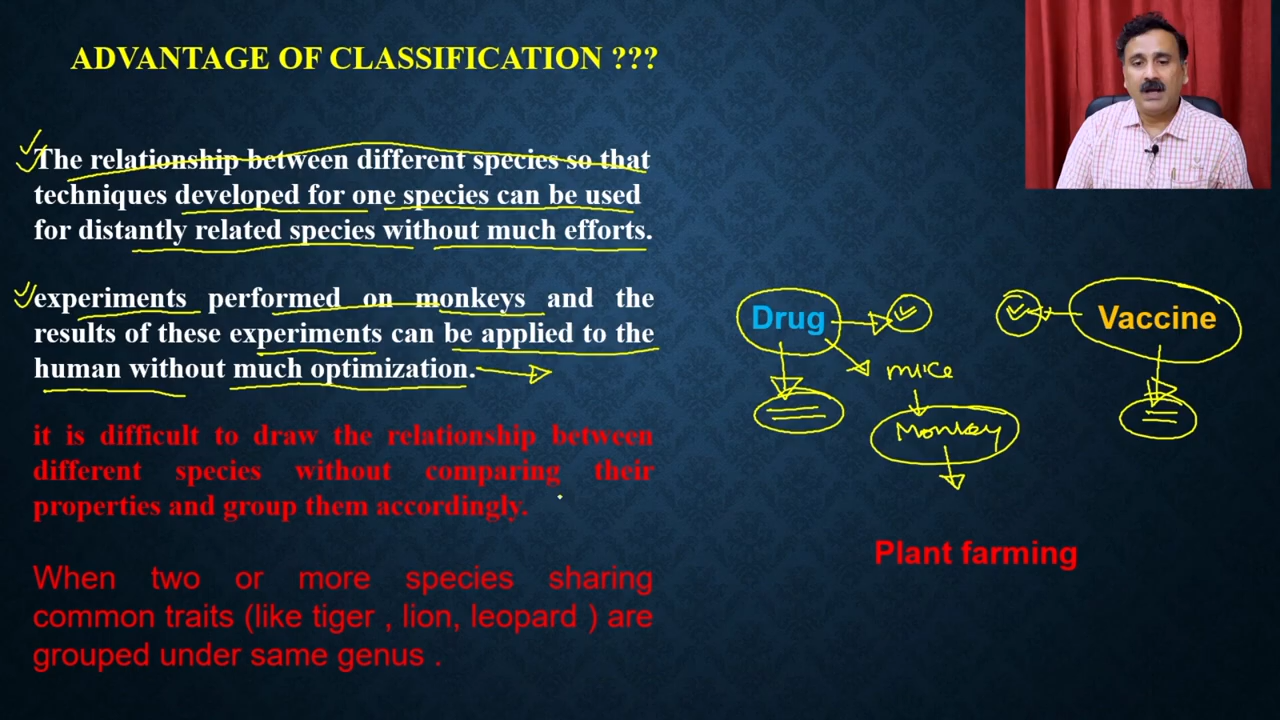 ADVANTAGE OF CLASSIFICATION ???
The relationship between different species so that
techniques developed for one species can be used
for distantly related species without much efforts.
experiments performed on monkeys and the
results of these experiments can be applied to the
human without much optimization.
it is difficult to draw the relationship between
different species without comparing their
properties and group them accordingly.
When two or more species sharing
common traits (like tiger , lion, leopard ) are
grouped under same genus .
Drug
Vaccine
mice
Monkey
Plant farming